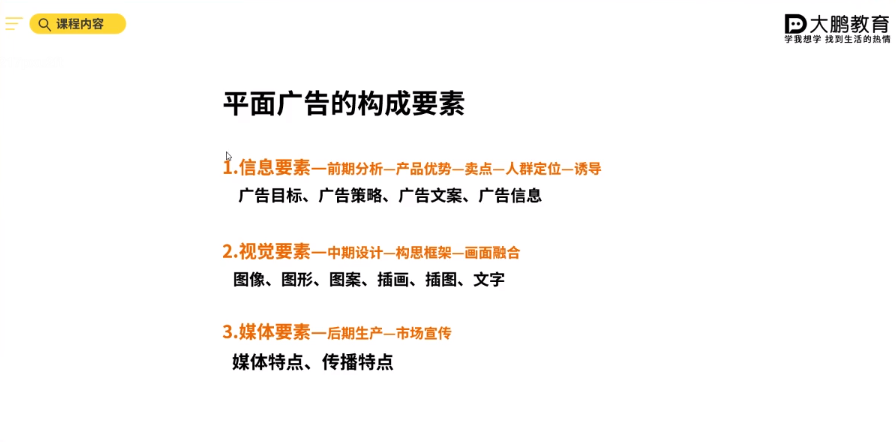 课程内容
大鹏教育
学我想学 找到生活的热情
平面广告的构成要素
1.信息要素—前期分析—产品优势—卖点—人群定位—诱导
广告目标、广告策略、广告文案、广告信息
2.视觉要素—中期设计—构思框架—画面融合
图像、图形、图案、插画、插图、文字
3.媒体要素—后期生产—市场宣传
媒体特点、传播特点